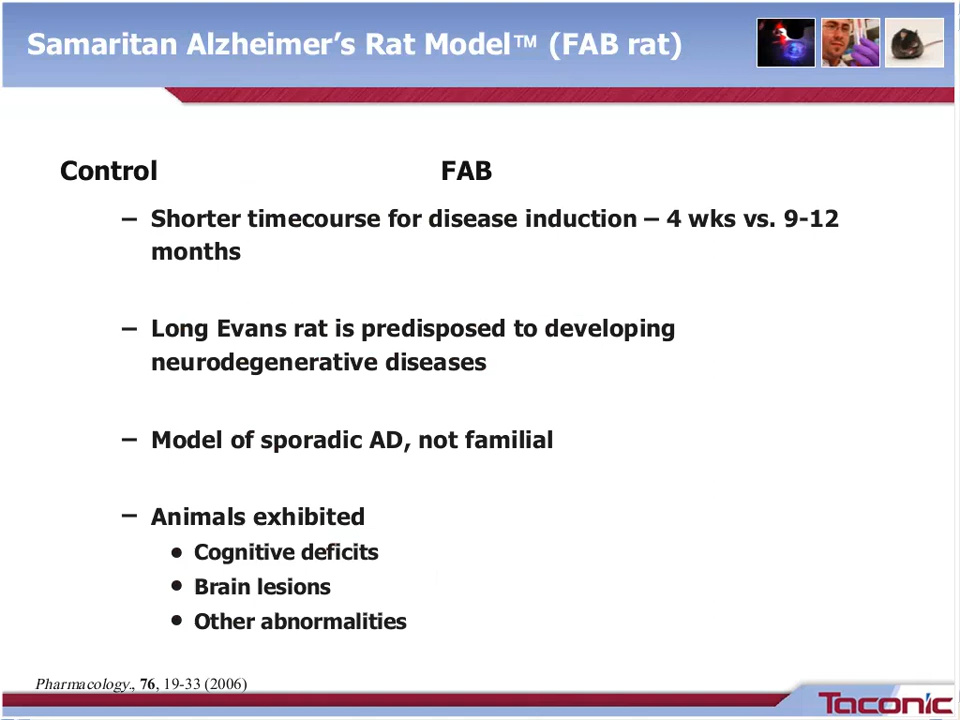 Samaritan Alzheimer's Rat Model™ (FAB rat)
Control FAB
– Shorter timecourse for disease induction – 4 wks vs. 9-12
months
– Long Evans rat is predisposed to developing
neurodegenerative diseases
– Model of sporadic AD, not familial
– Animals exhibited
• Cognitive deficits
• Brain lesions
• Other abnormalities
Pharmacology., 76, 19-33 (2006)
Taconic